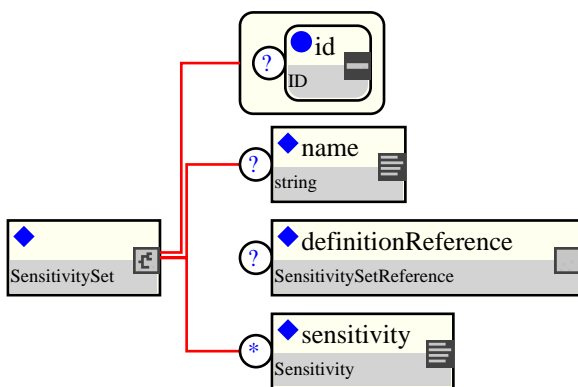 ? id
ID
? name
string
SensitivitySet
? definitionReference
SensitivitySetReference
* sensitivity
Sensitivity